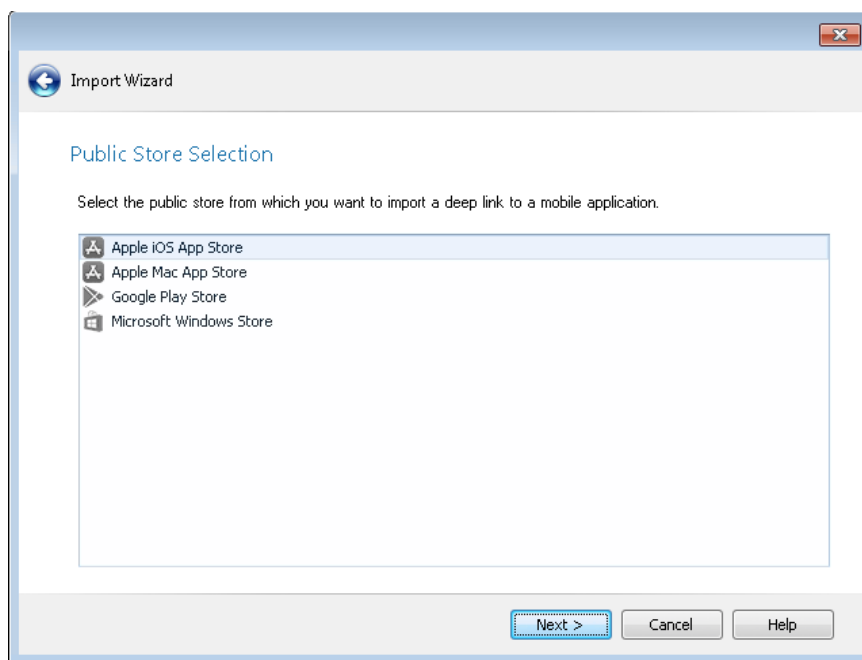 Import Wizard
Public Store Selection
Select the public store from which you want to import a deep link to a mobile application.
Apple iOS App Store
Apple Mac App Store
Google Play Store
Microsoft Windows Store
Next > Cancel Help